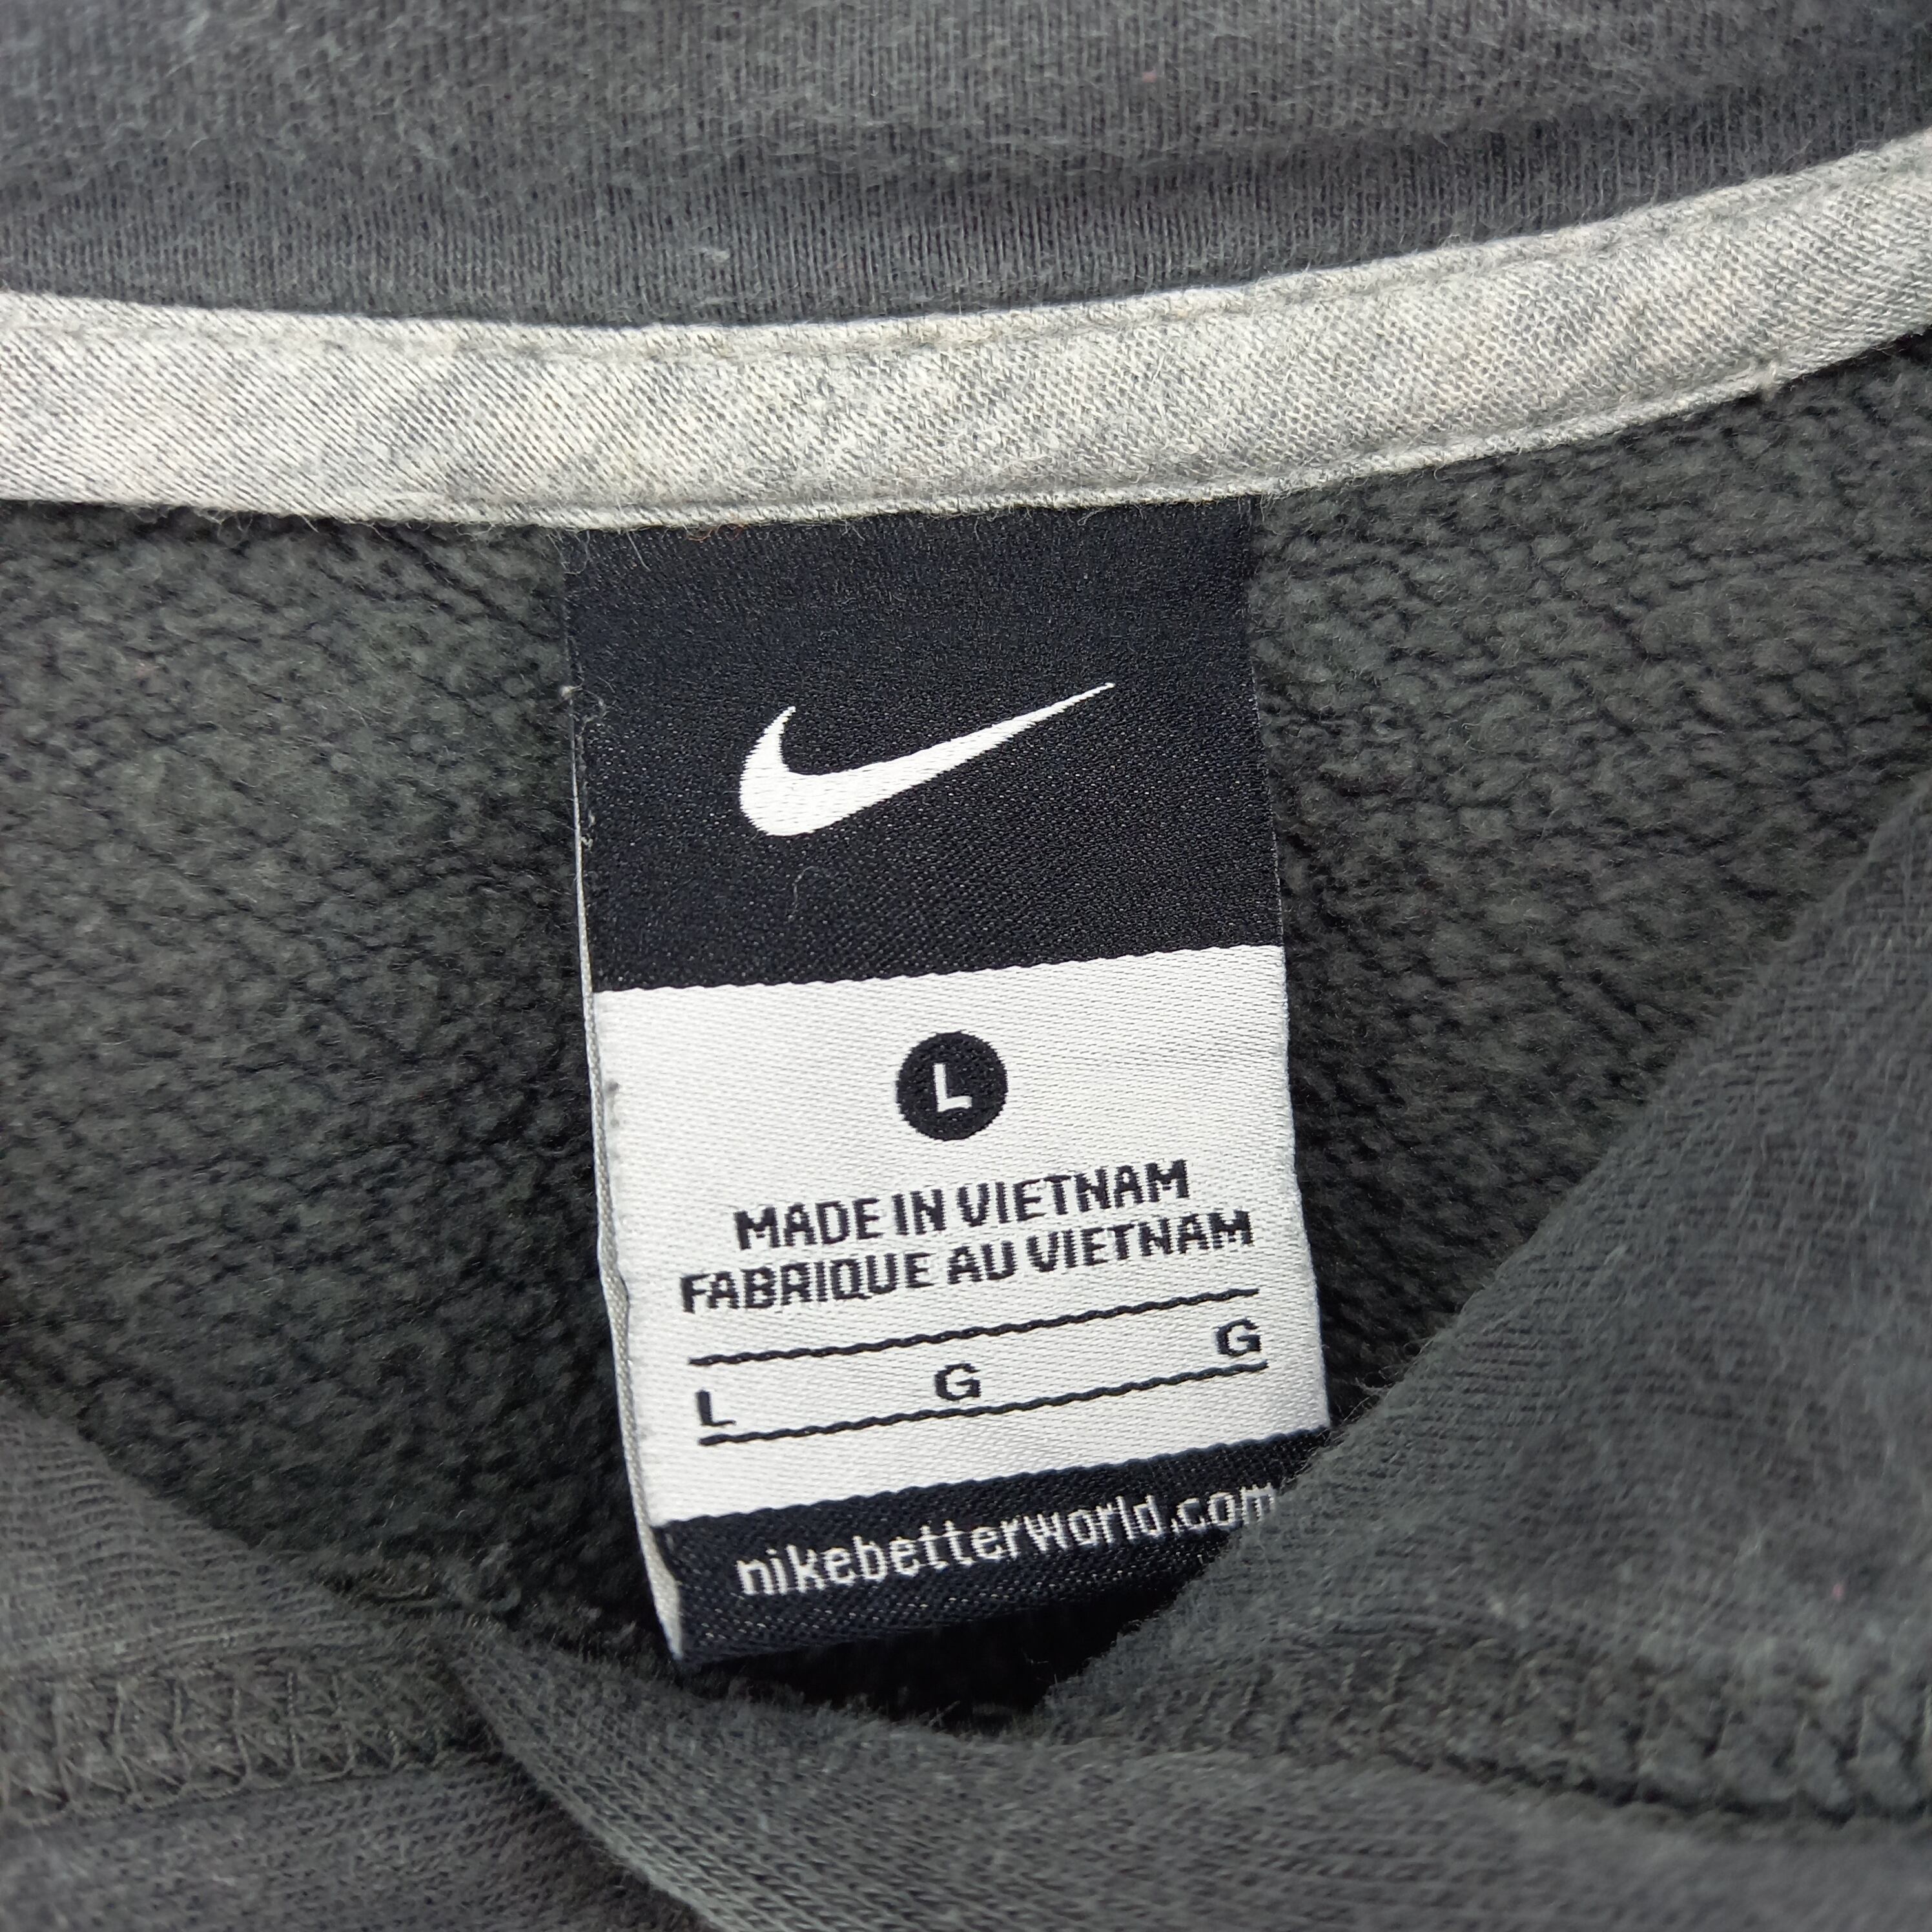 L
MADE IN VIETNAM
FABRIQUE AU VIETNAM
L G G
nikebetterworld.com